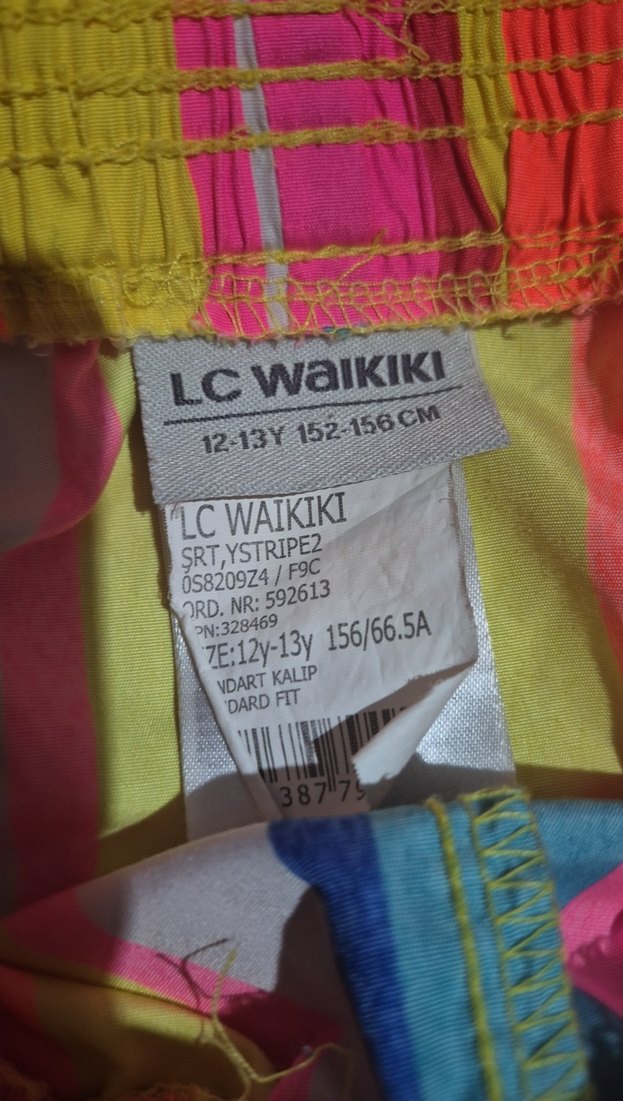 LC WAIKIKI
12-13Y 152-156 CM
LC WAIKIKI
ŞRT,YSTRIPE2
0S8209Z4 / F9C
ORD. NR: 592613
PN:328469
ZE:12y-13y 156/66.5A
NDART KALIP
DARD FIT
387 79